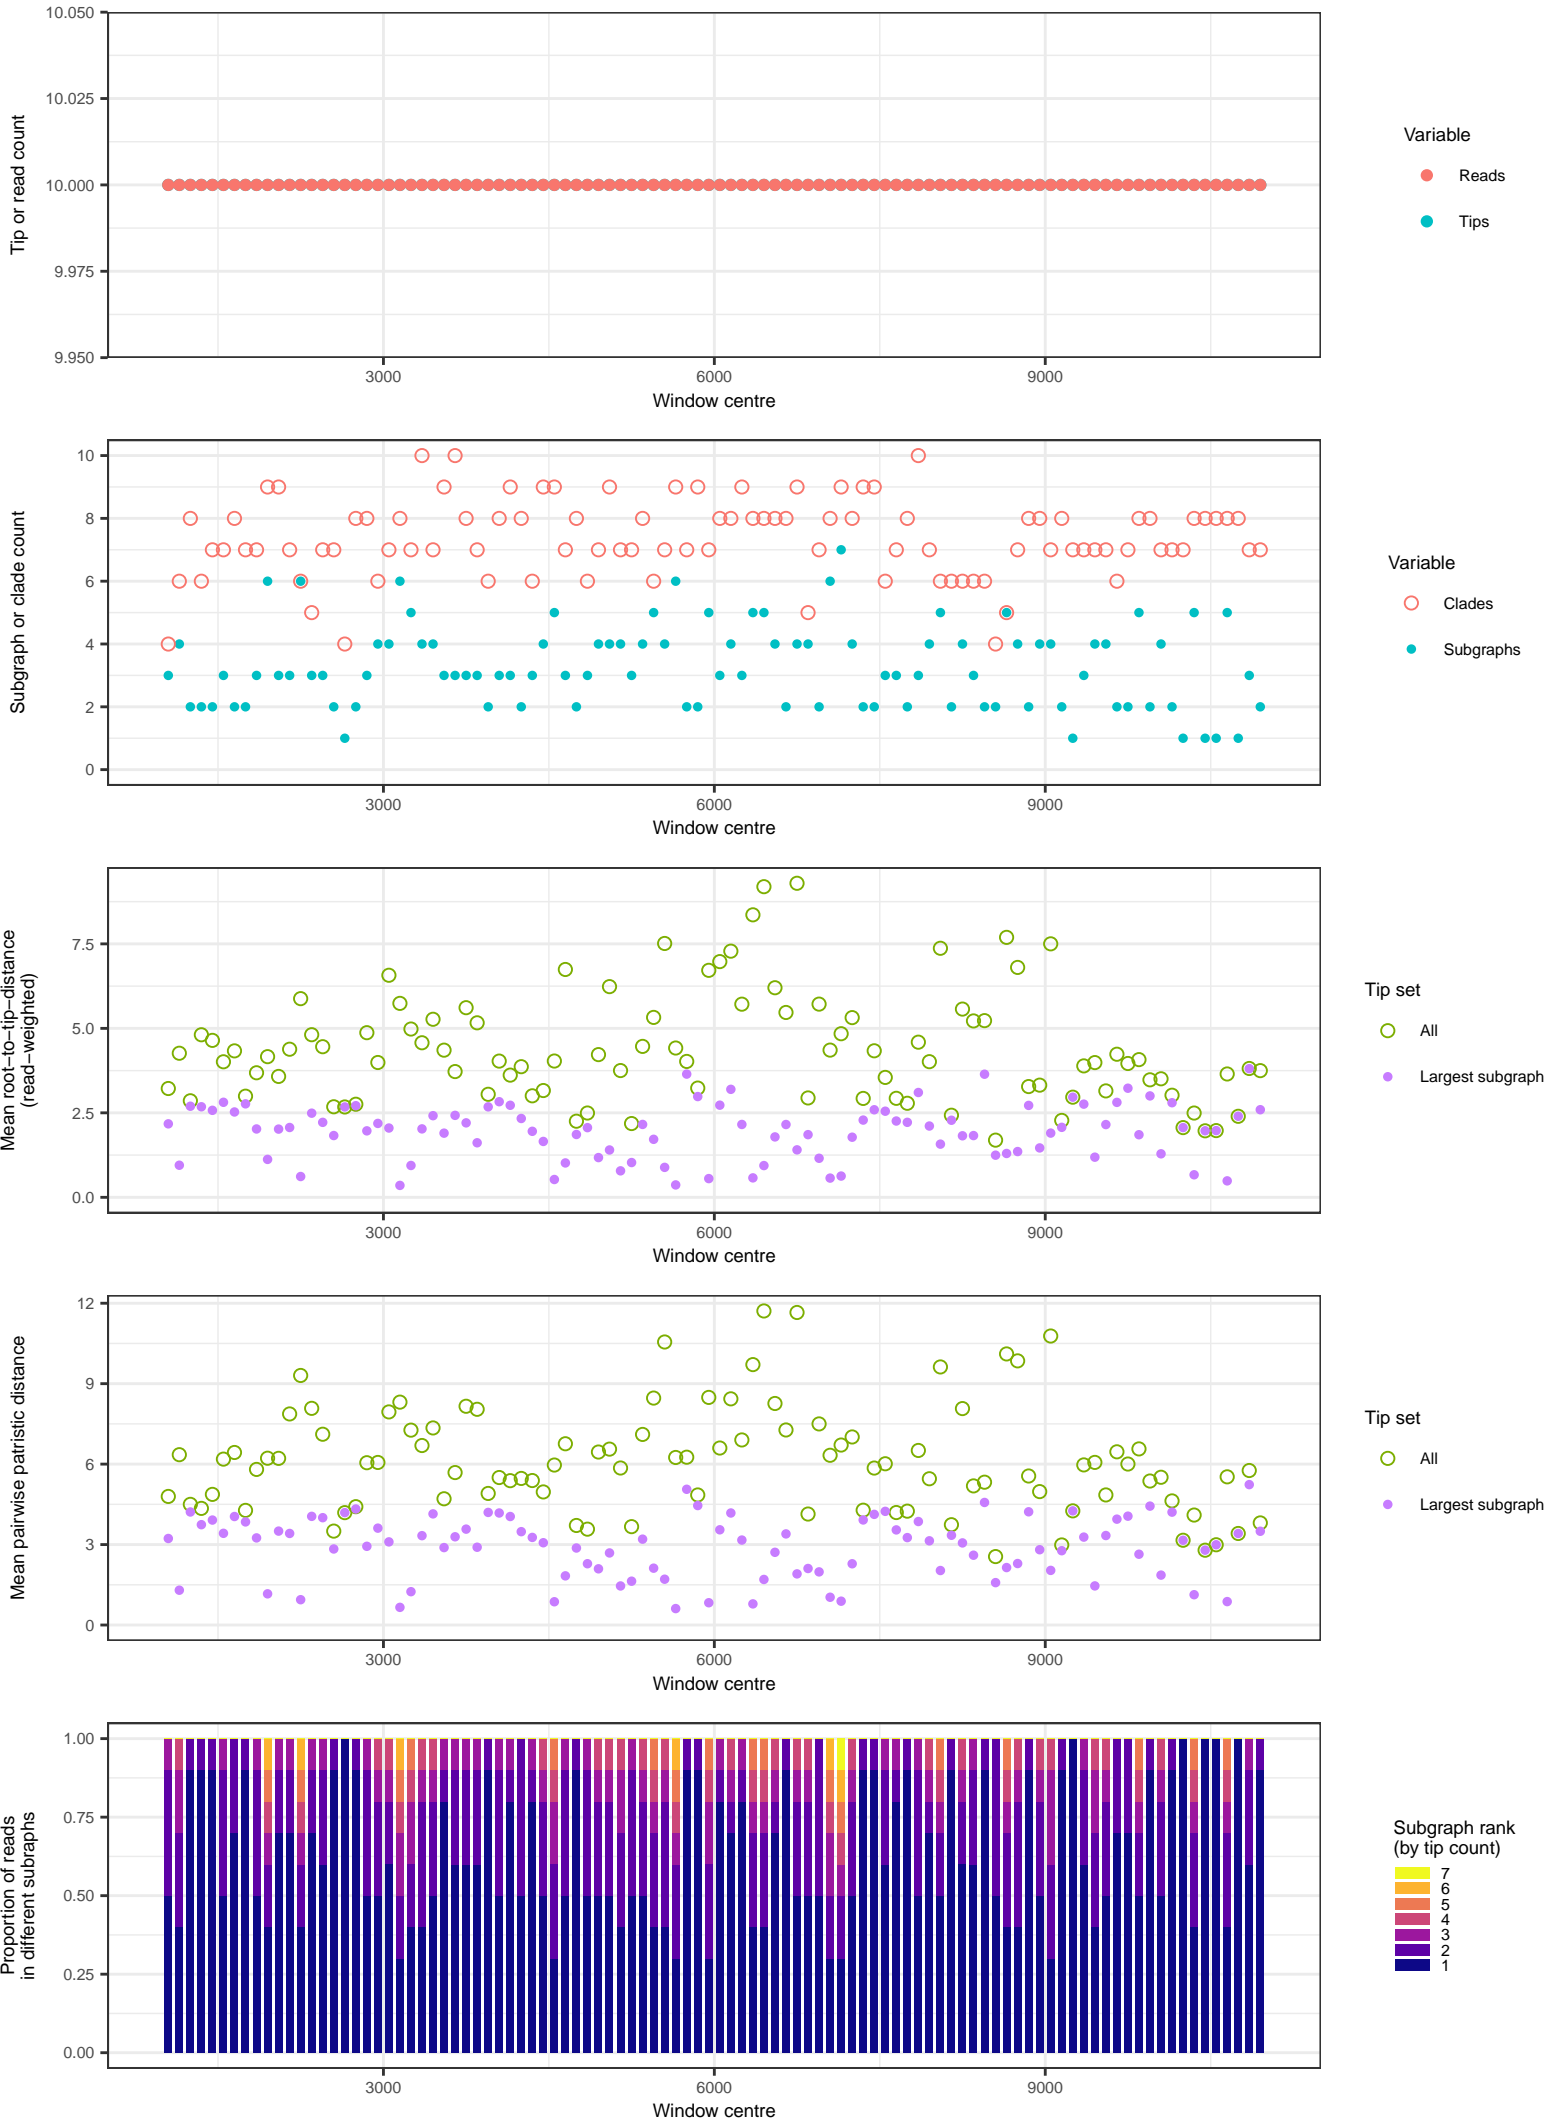 10.050
10.025
10.000
9.975
9.950
Tip or read count
3000
6000
9000
Window centre
Variable
Reads
Tips
10
8
6
4
2
0
Subgraph or clade count
3000
6000
9000
Window centre
Variable
Clades
Subgraphs
7.5
5.0
2.5
0.0
Mean root−to−tip−distance
(read−weighted)
3000
6000
9000
Window centre
Tip set
All
Largest subgraph
12
9
6
3
0
Mean pairwise patristic distance
3000
6000
9000
Window centre
Tip set
All
Largest subgraph
1.00
0.75
0.50
0.25
0.00
Proportion of reads
in different subraphs
3000
6000
9000
Window centre
Subgraph rank
(by tip count)
7
6
5
4
3
2
1